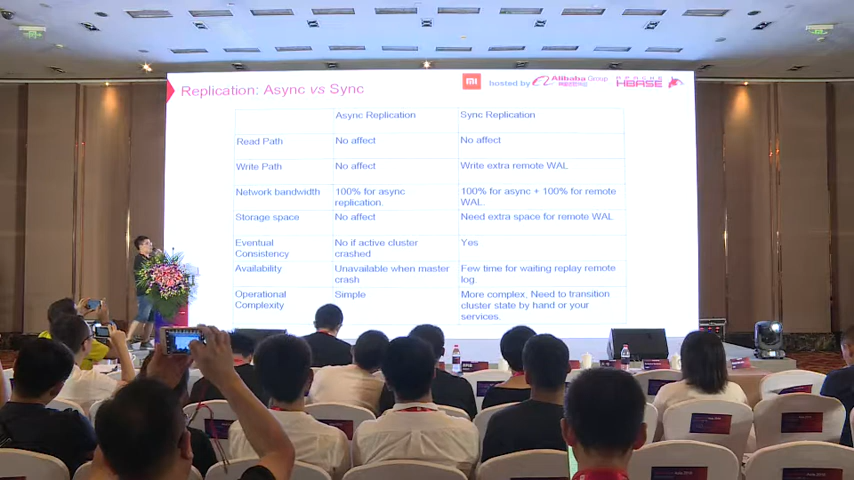 Replication: Async vs Sync
hosted by Alibaba Group
APACHE
HBASE
Async Replication Sync Replication
Read Path No affect No affect
Write Path No affect Write extra remote WAL
Network bandwidth 100% for async 100% for async + 100% for remote
replication. WAL.
Storage space No affect Need extra space for remote WAL
Eventual No if active cluster Yes
Consistency crashed
Availability Unavailable when master Few time for waiting replay remote
crash log.
Operational Simple More complex, Need to transition
Complexity cluster state by hand or your
services.